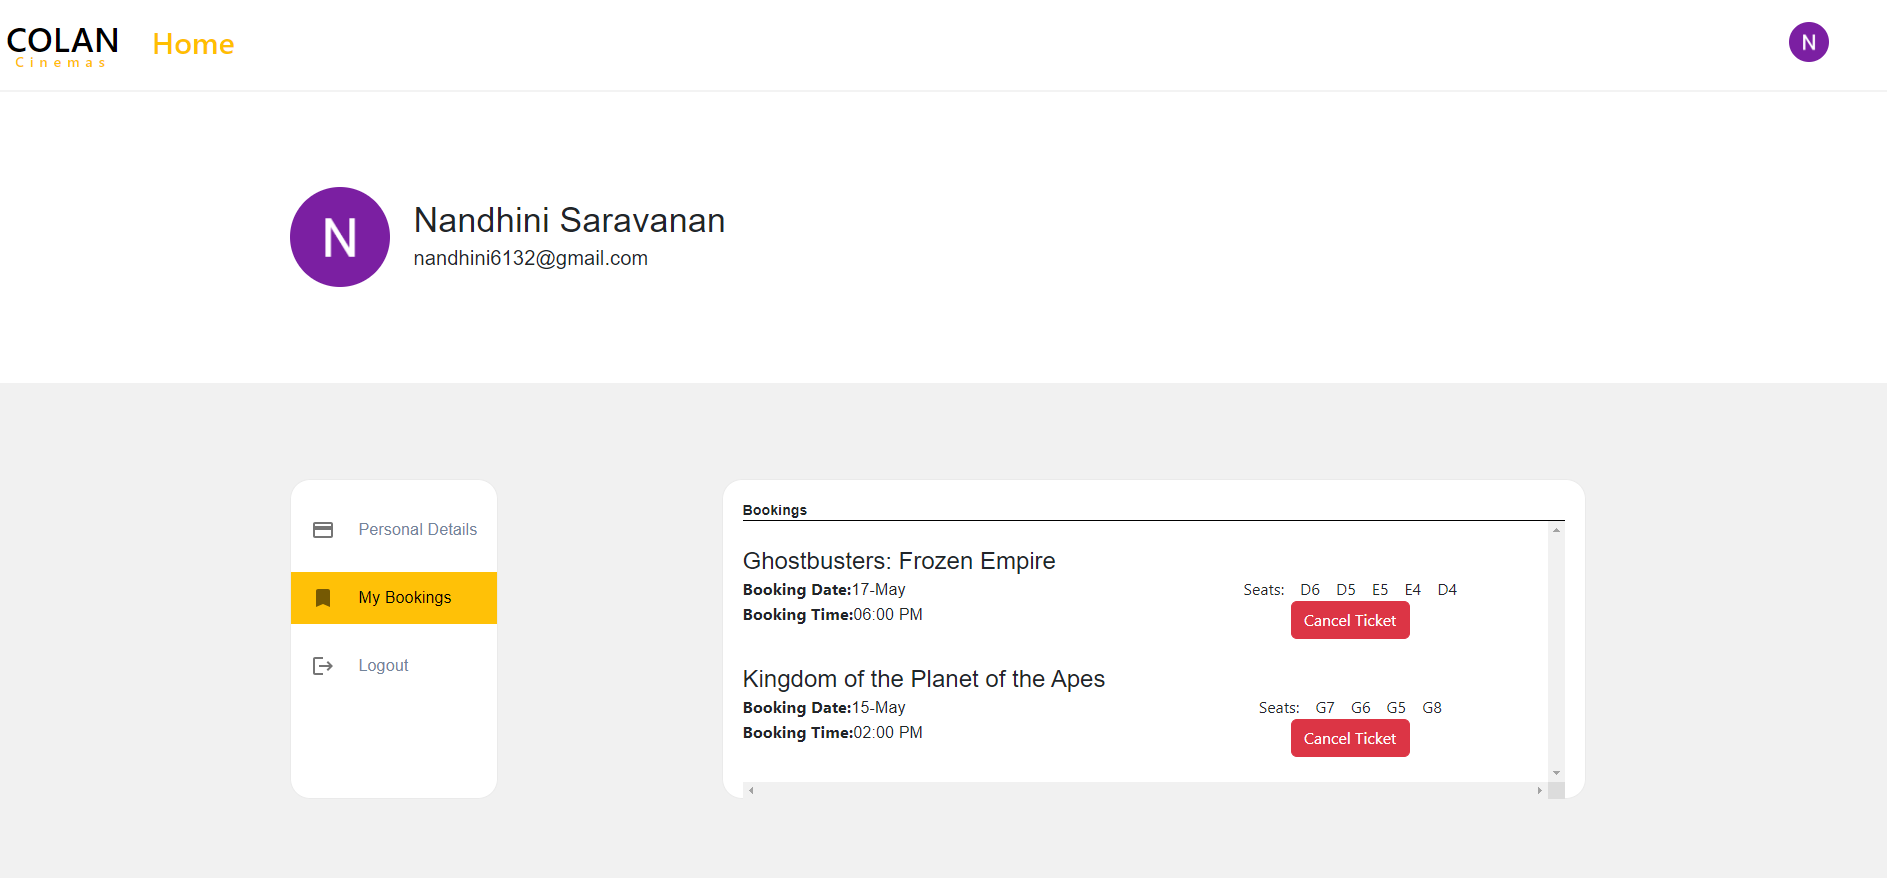 COLAN
Cinemas
Home
N
N
Nandhini Saravanan
nandhini6132@gmail.com
Personal Details
My Bookings
Logout
Bookings
Ghostbusters: Frozen Empire
Booking Date:17-May
Booking Time:06:00 PM
Seats: D6 D5 E5 E4 D4
Cancel Ticket
Kingdom of the Planet of the Apes
Booking Date:15-May
Booking Time:02:00 PM
Seats: G7 G6 G5 G8
Cancel Ticket